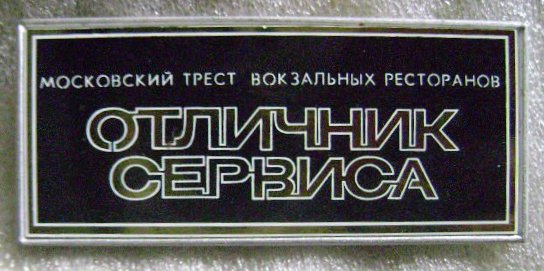 МОСКОВСКИЙ ТРЕСТ ВОКЗАЛЬНЫХ РЕСТОРАНОВ
ОТЛИЧНИК
СЕРВИСА